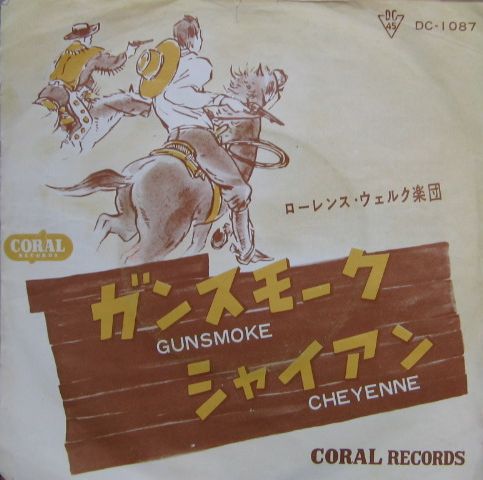 DC
45
DC-1087
ローレンス・ウェルク楽団
CORAL
RECORDS
ガンスモーク
GUNSMOKE
シャイアン
CHEYENNE
CORAL RECORDS